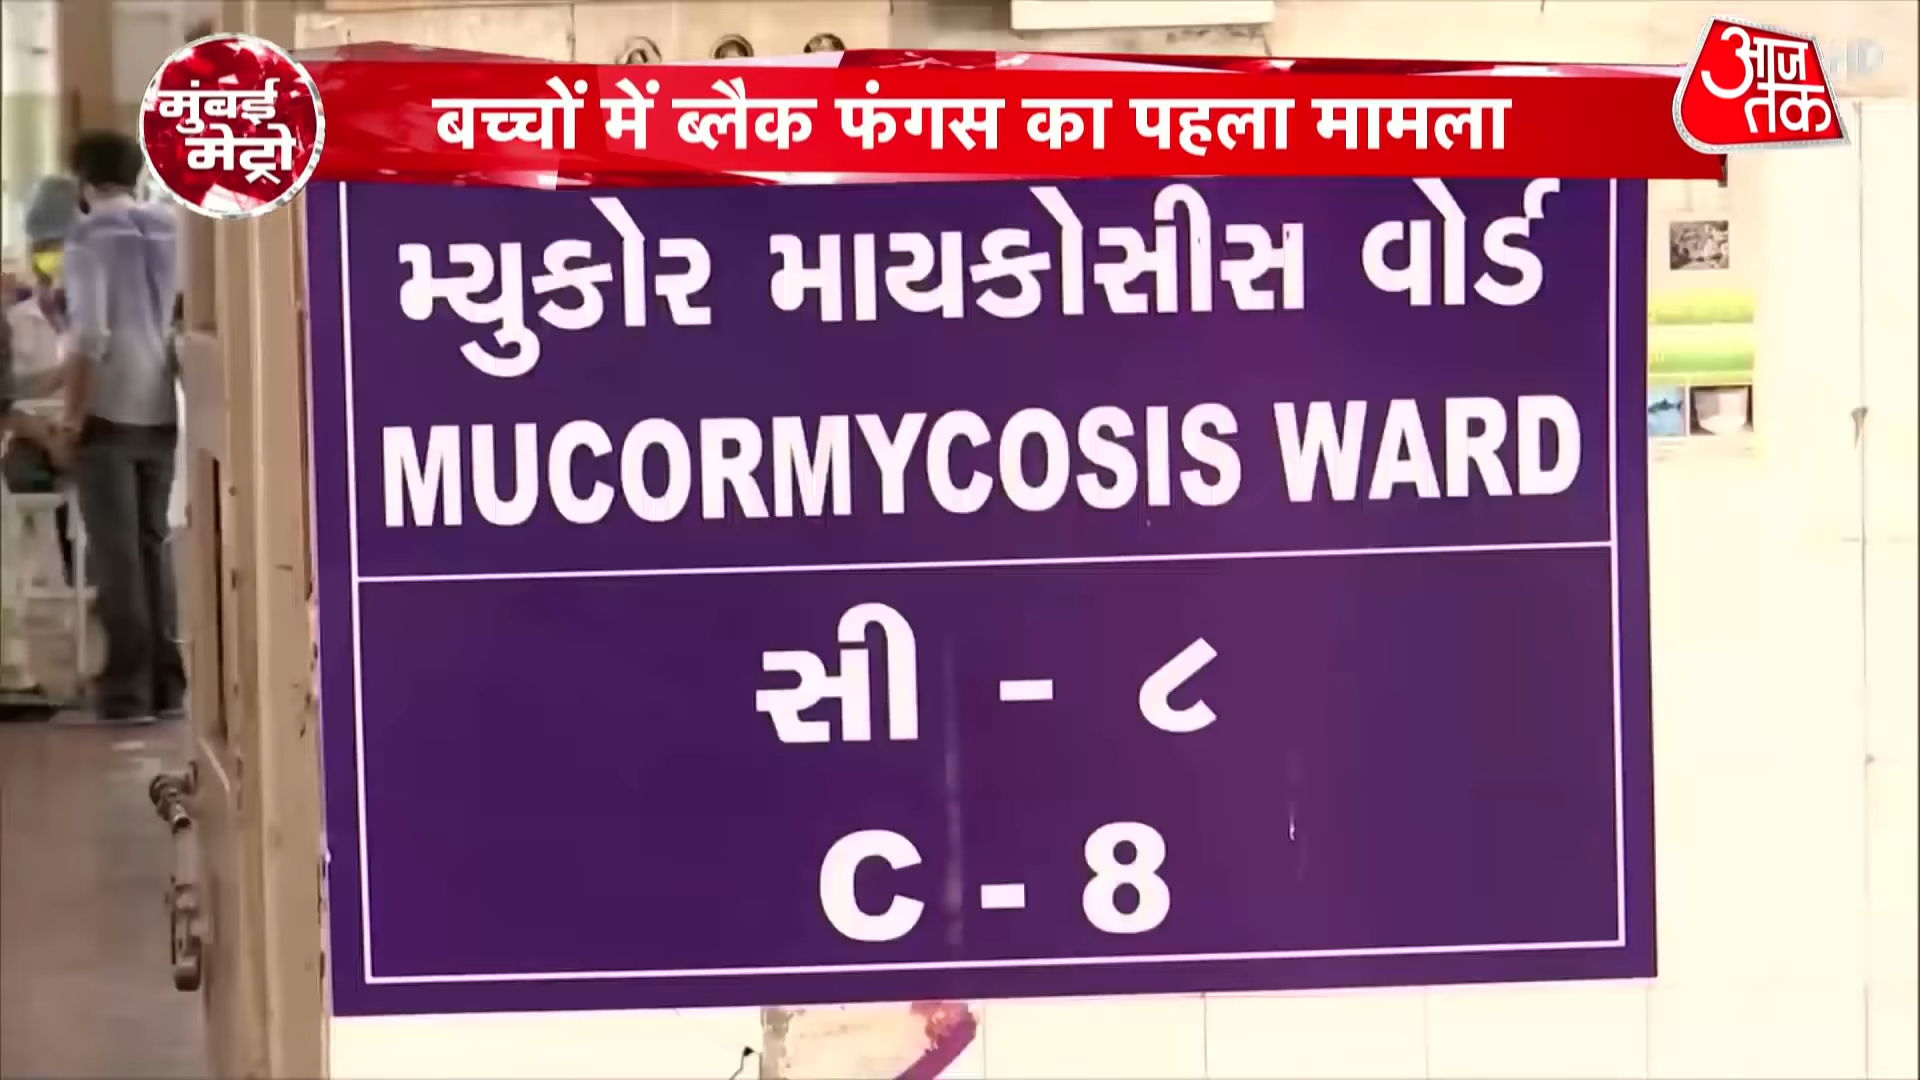 मुंबई
मेट्रो
बच्चों में ब्लैक फंगस का पहला मामला
आज
तक
HD
મ્યુકોર માયકોસીસ વોર્ડ
MUCORMYCOSIS WARD
સી - ૮
C - 8